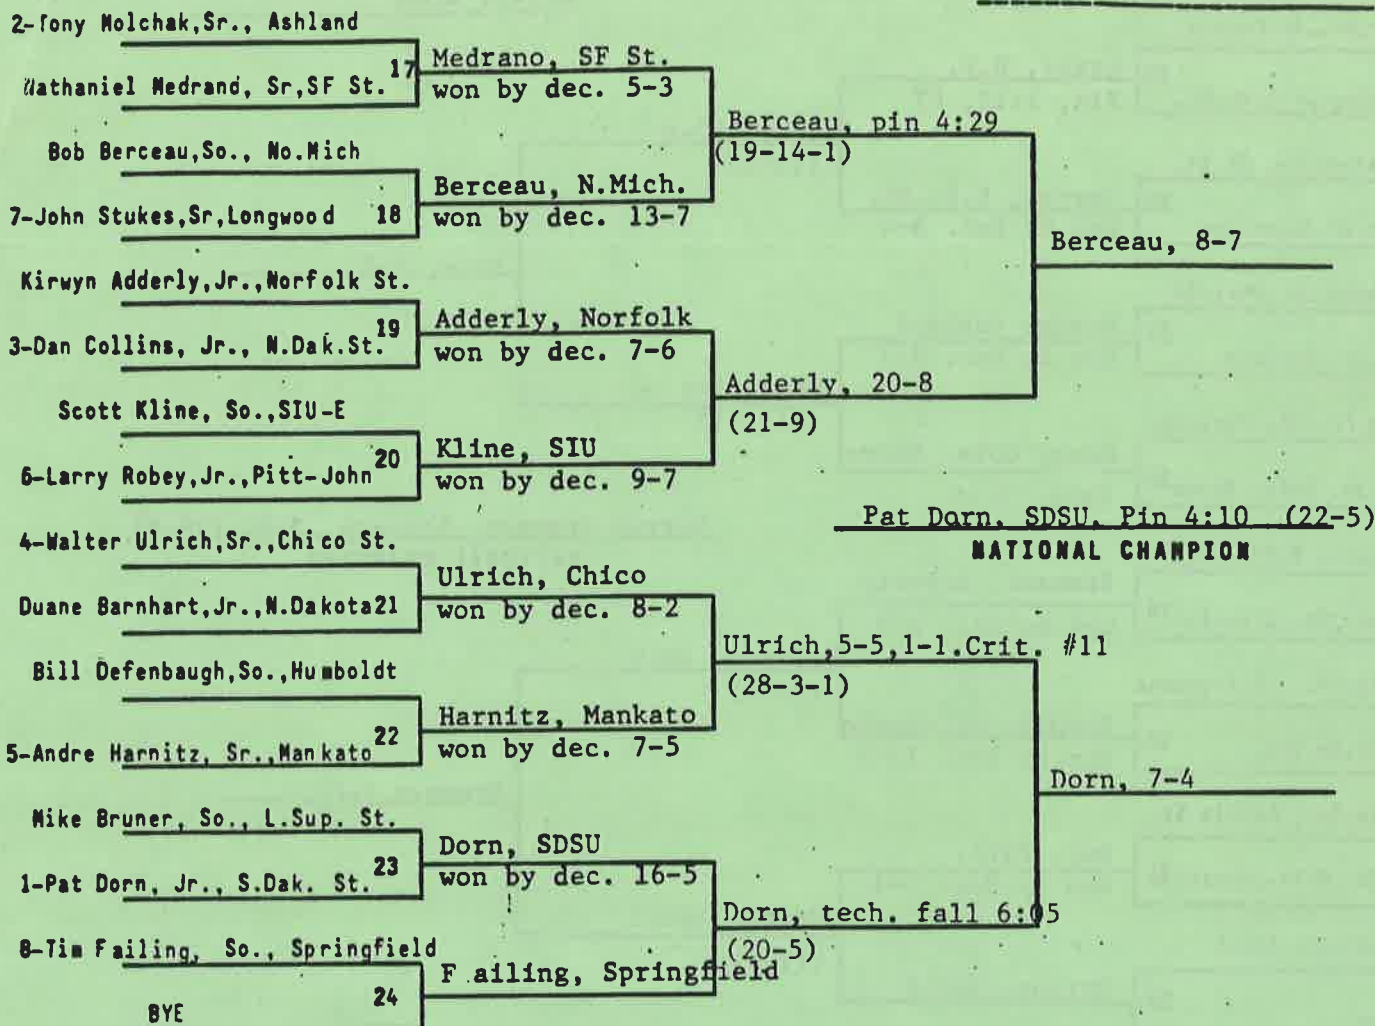 2-Tony Molchak,Sr., Ashland
17
Nathaniel Medrand, Sr,SF St.
Medrano, SF St.
won by dec. 5-3
Bob Berceau,So., No.Mich
18
7-John Stukes,Sr,Longwood
Berceau, N.Mich.
won by dec. 13-7
Berceau, pin 4:29
(19-14-1)
Kirwyn Adderly,Jr.,Norfolk St.
19
3-Dan Collins, Jr., N.Dak.St.
Adderly, Norfolk
won by dec. 7-6
Scott Kline, So.,SIU-E
20
6-Larry Robey,Jr.,Pitt-John
Kline, SIU
won by dec. 9-7
Adderly, 20-8
(21-9)
Berceau, 8-7
Pat Dorn, SDSU, Pin 4:10 (22-5)
NATIONAL CHAMPION
4-Walter Ulrich,Sr.,Chico St.
Duane Barnhart,Jr.,N.Dakota21
Ulrich, Chico
won by dec. 8-2
Bill Defenbaugh,So.,Humboldt
22
5-Andre Harnitz, Sr.,Mankato
Harnitz, Mankato
won by dec. 7-5
Ulrich,5-5,1-1.Crit. #11
(28-3-1)
Mike Bruner, So., L.Sup. St.
23
1-Pat Dorn, Jr., S.Dak. St.
Dorn, SDSU
won by dec. 16-5
8-Tim Failing, So., Springfield
24
BYE
F ailing, Springfield
Dorn, tech. fall 6:05
(20-5)
Dorn, 7-4